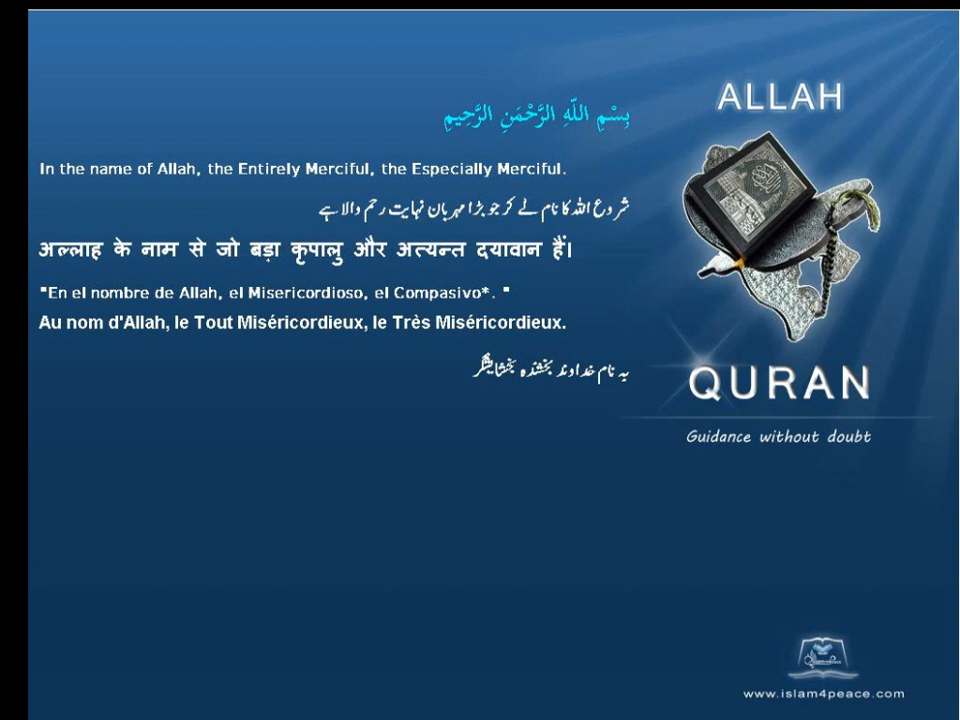 بِسْمِ اللَّهِ الرَّحْمَنِ الرَّحِيمِ
In the name of Allah, the Entirely Merciful, the Especially Merciful.
شروع اللہ کا نام لے کر جو بڑا مہربان نہایت رحم والا ہے
अल्लाह के नाम से जो बड़ा कृपालु और अत्यन्त दयावान हैं।
"En el nombre de Allah, el Misericordioso, el Compasivo*. "
Au nom d'Allah, le Tout Miséricordieux, le Très Miséricordieux.
به نام خداوند بخشنده بخشایشگر
ALLAH
QURAN
Guidance without doubt
www.islam4peace.com